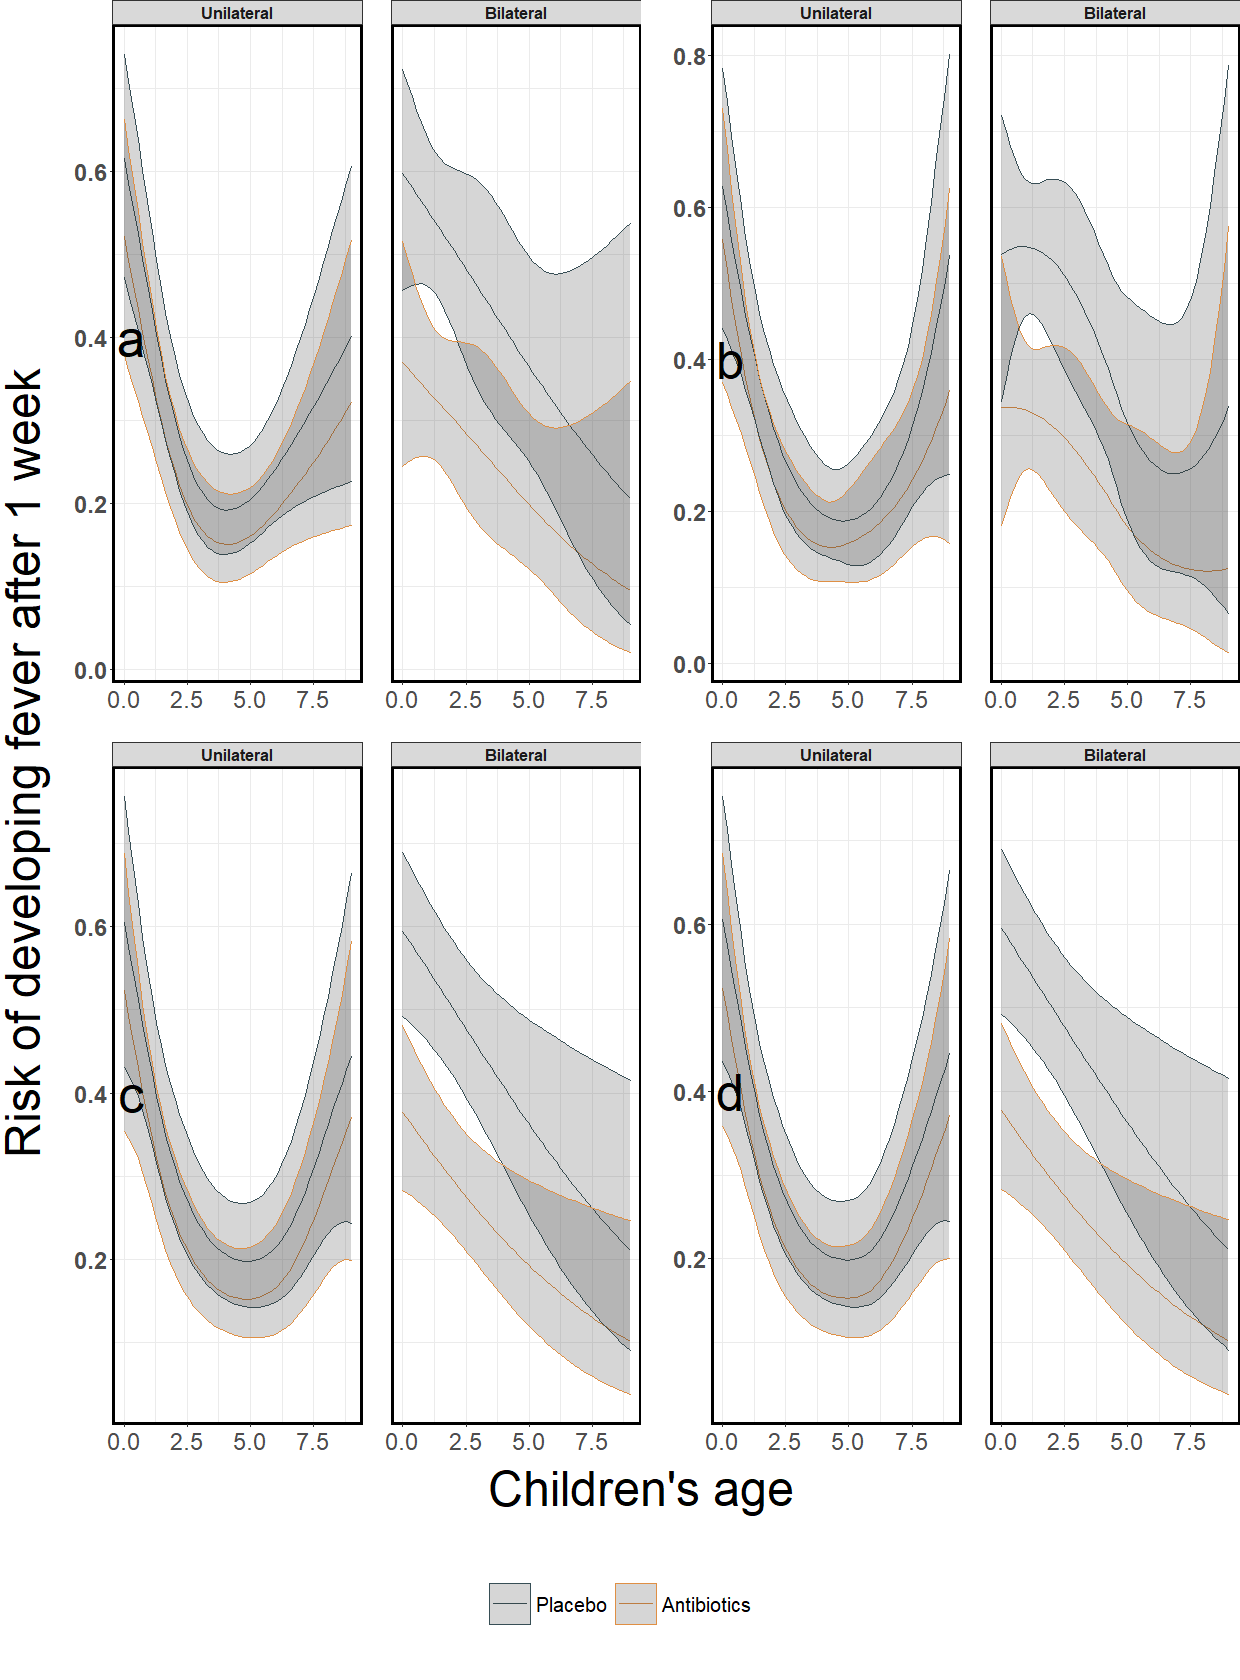 Unilateral Bilateral Unilateral Bilateral
0.8
0.6 0.6
0.4 a 0.4 b
0.2 0.2
0.0 0.0
0.0 2.5 5.0 7.5 0.0 2.5 5.0 7.5 0.0 2.5 5.0 7.5 0.0 2.5 5.0 7.5
Risk of developing fever after 1 week
Unilateral Bilateral Unilateral Bilateral
0.6 0.6
0.4 c 0.4 d
0.2 0.2
0.0 2.5 5.0 7.5 0.0 2.5 5.0 7.5 0.0 2.5 5.0 7.5 0.0 2.5 5.0 7.5
Children's age
Placebo Antibiotics